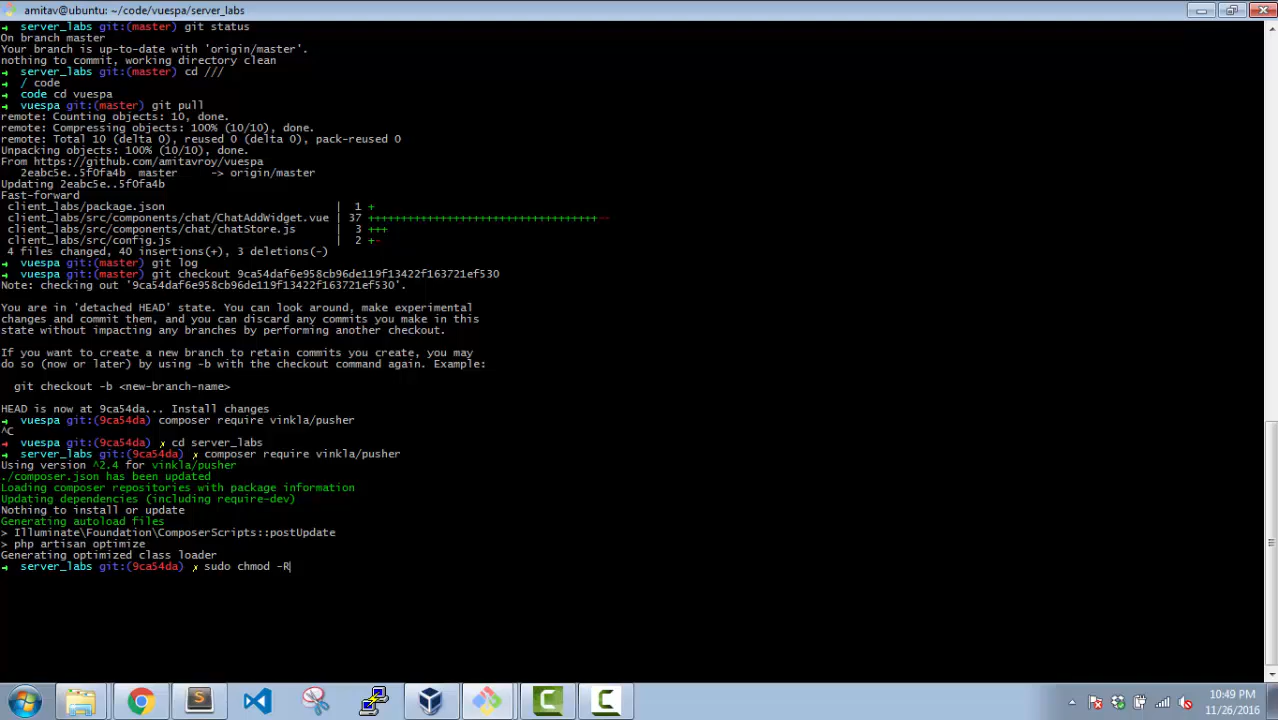 amitav@ubuntu: ~/code/vuespa/server_labs
→ server_labs git:(master) git status
On branch master
Your branch is up-to-date with 'origin/master'.
nothing to commit, working directory clean
→ server_labs git:(master) cd ///
→ / code
→ code cd vuespa
→ vuespa git:(master) git pull
remote: Counting objects: 10, done.
remote: Compressing objects: 100% (10/10), done.
remote: Total 10 (delta 0), reused 0 (delta 0), pack-reused 0
Unpacking objects: 100% (10/10), done.
From https://github.com/amitavroy/vuespa
   2eabc5e..5f0fa4b  master     -> origin/master
Updating 2eabc5e..5f0fa4b
Fast-forward
 client_labs/package.json                          |  1 +
 client_labs/src/components/chat/ChatAddWidget.vue | 37 +++++++++++++++++++++++++++++++++++--
 client_labs/src/components/chat/chatStore.js      |  3 +++
 client_labs/src/config.js                         |  2 +-
 4 files changed, 40 insertions(+), 3 deletions(-)
→ vuespa git:(master) git log
→ vuespa git:(master) git checkout 9ca54daf6e958cb96de119f13422f163721ef530
Note: checking out '9ca54daf6e958cb96de119f13422f163721ef530'.
You are in 'detached HEAD' state. You can look around, make experimental
changes and commit them, and you can discard any commits you make in this
state without impacting any branches by performing another checkout.
If you want to create a new branch to retain commits you create, you may
do so (now or later) by using -b with the checkout command again. Example:
  git checkout -b <new-branch-name>
HEAD is now at 9ca54da... Install changes
→ vuespa git:(9ca54da) composer require vinkla/pusher
^C
→ vuespa git:(9ca54da) ✗ cd server_labs
→ server_labs git:(9ca54da) ✗ composer require vinkla/pusher
Using version ^2.4 for vinkla/pusher
./composer.json has been updated
Loading composer repositories with package information
Updating dependencies (including require-dev)
Nothing to install or update
Generating autoload files
> Illuminate\Foundation\ComposerScripts::postUpdate
> php artisan optimize
Generating optimized class loader
→ server_labs git:(9ca54da) ✗ sudo chmod -R
10:49 PM
11/26/2016